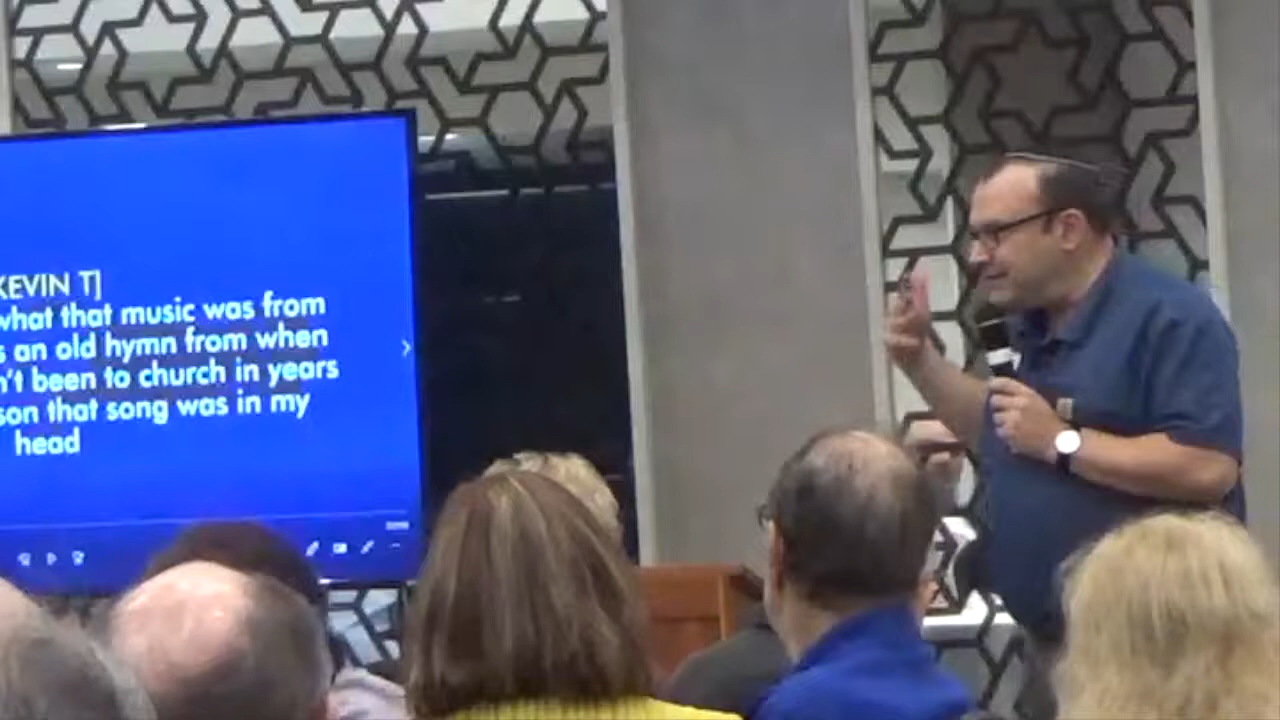 KEVIN T]
what that music was from
s an old hymn from when
n't been to church in years
son that song was in my
head